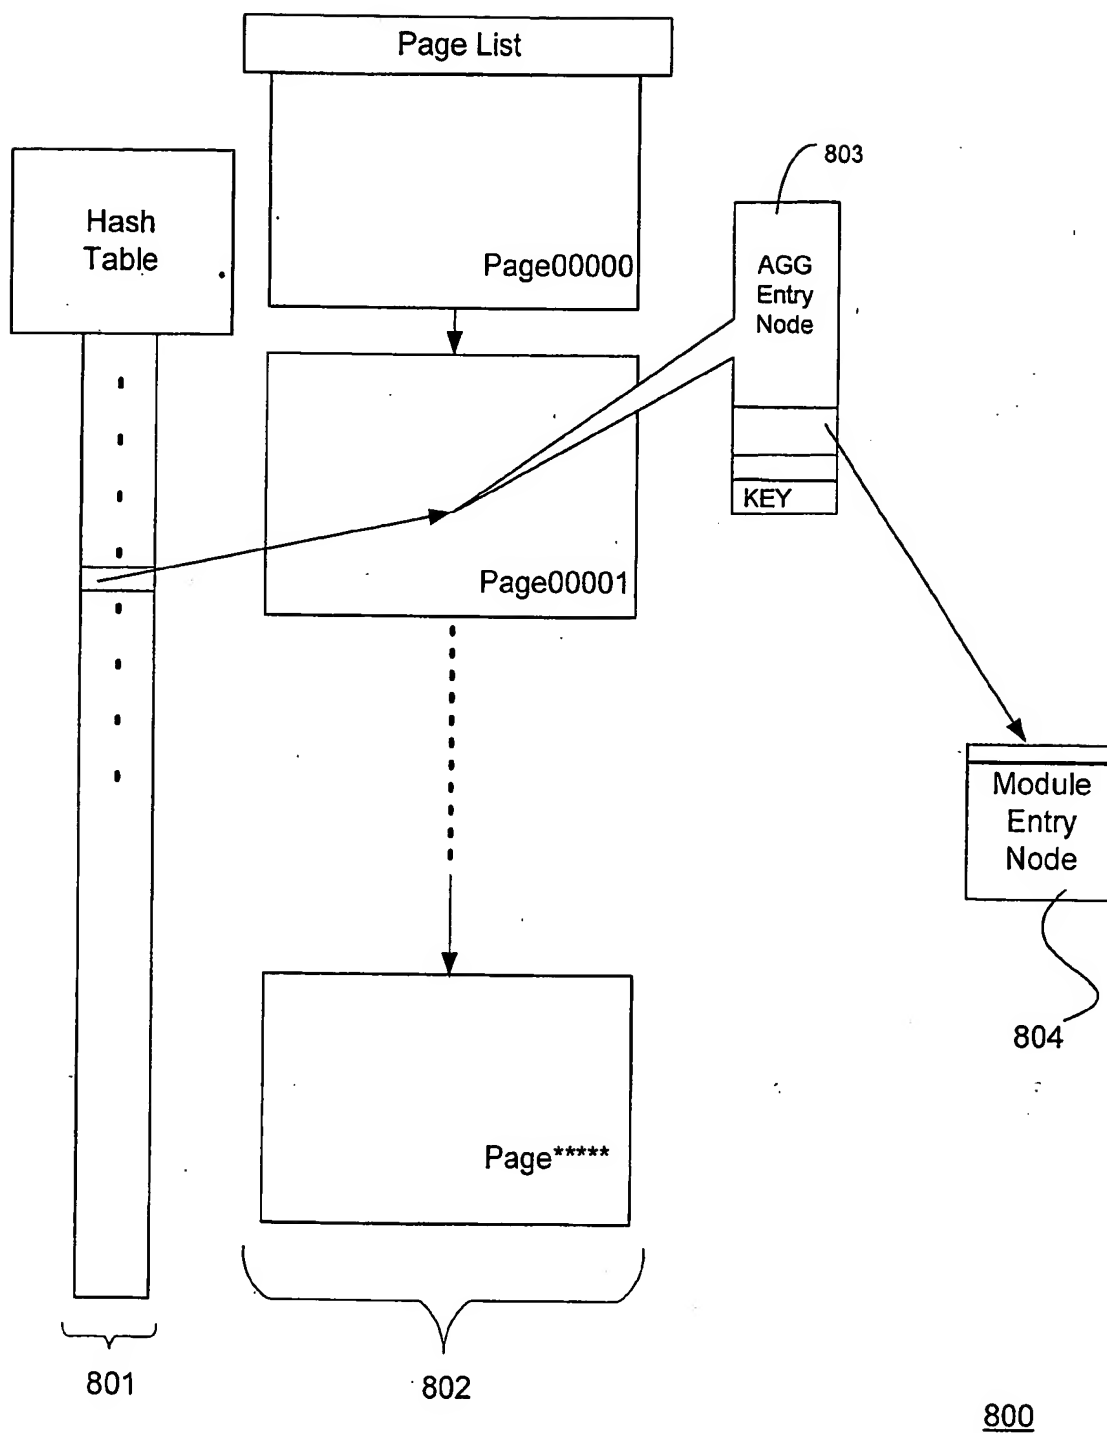 Page List
803
Hash
Table
Page00000
AGG
Entry
Node
KEY
Page00001
Module
Entry
Node
804
Page*****
801
802
800